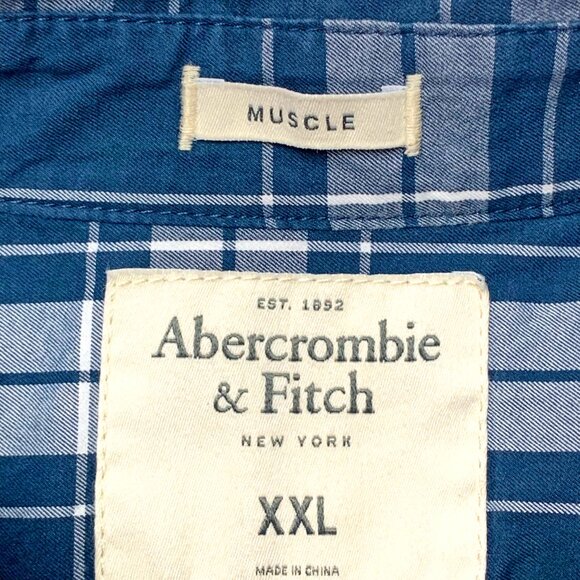 MUSCLE
EST. 1892
Abercrombie
& Fitch
NEW YORK
XXL
MADE IN CHINA